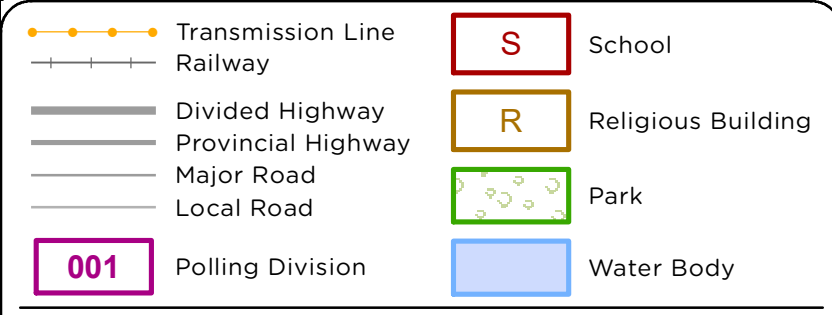 Transmission Line
Railway
Divided Highway
Provincial Highway
Major Road
Local Road
001 Polling Division
S School
R Religious Building
Park
Water Body